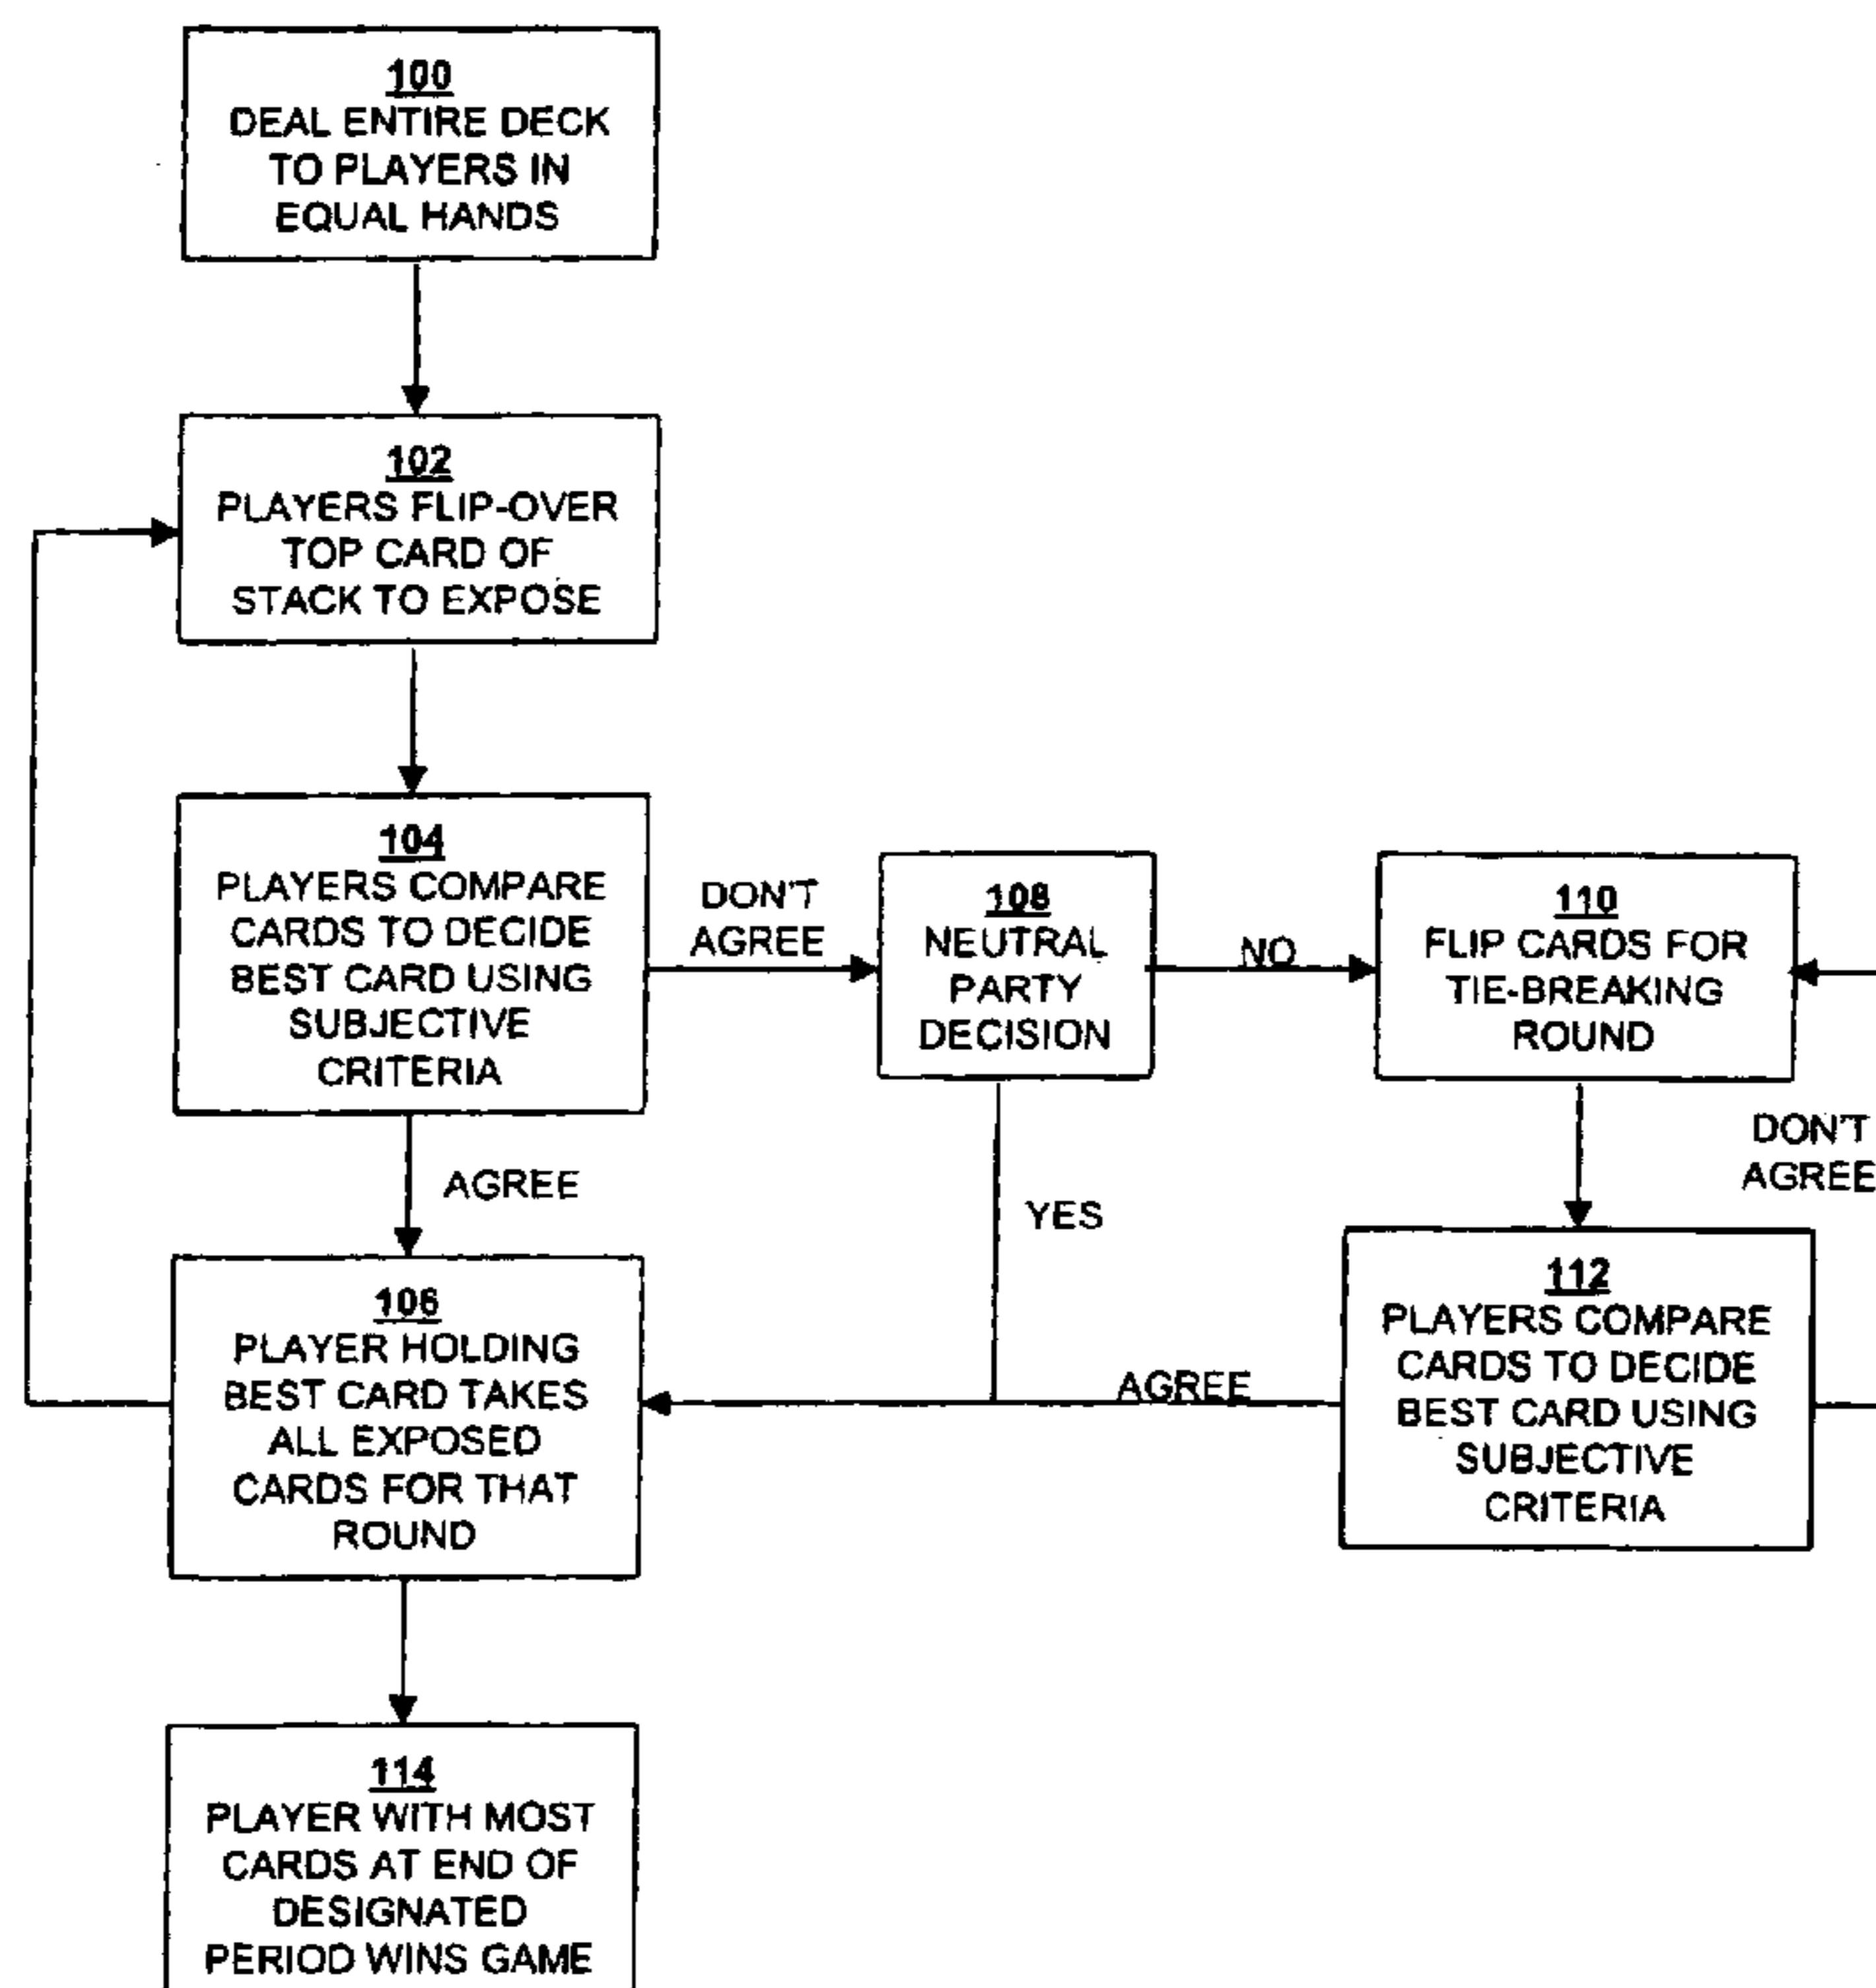 100
DEAL ENTIRE DECK
TO PLAYERS IN
EQUAL HANDS
102
PLAYERS FLIP-OVER
TOP CARD OF
STACK TO EXPOSE
104
PLAYERS COMPARE
CARDS TO DECIDE
BEST CARD USING
SUBJECTIVE
CRITERIA
DON'T
AGREE
108
NEUTRAL
PARTY
DECISION
NO
110
FLIP CARDS FOR
TIE-BREAKING
ROUND
AGREE
YES
DON'T
AGREE
106
PLAYER HOLDING
BEST CARD TAKES
ALL EXPOSED
CARDS FOR THAT
ROUND
AGREE
112
PLAYERS COMPARE
CARDS TO DECIDE
BEST CARD USING
SUBJECTIVE
CRITERIA
114
PLAYER WITH MOST
CARDS AT END OF
DESIGNATED
PERIOD WINS GAME